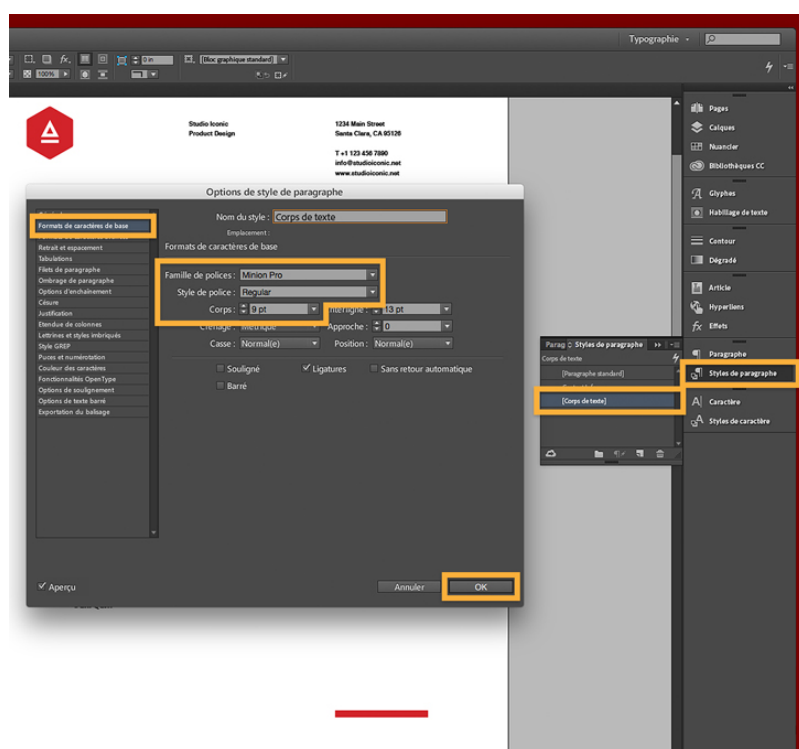 Typographie
0 in
[Bloc graphique standard]
100%
Studio Iconic
Product Design
1234 Main Street
Santa Clara, CA 95126
T +1 123 456 7890
info@studioiconic.net
www.studioiconic.net
Options de style de paragraphe
Formats de caractères de base
Retrait et espacement
Tabulations
Filets de paragraphe
Ombrage de paragraphe
Options d'enchaînement
Césure
Justification
Etendue de colonnes
Lettrines et styles imbriqués
Style GREP
Puces et numérotation
Couleur des caractères
Fonctionnalités OpenType
Options de soulignement
Options de texte barré
Exportation du balisage
Nom du style : Corps de texte
Emplacement :
Formats de caractères de base
Famille de polices : Minion Pro
Style de police : Regular
Corps : 9 pt Interligne : 13 pt
Crénage : Métrique Approche : 0
Casse : Normal(e) Position : Normal(e)
Souligné Ligatures Sans retour automatique
Barré
Aperçu
Annuler OK
Parag Styles de paragraphe
Corps de texte
[Paragraphe standard]
[Corps de texte]
Pages
Calques
Nuancier
Bibliothèques CC
Glyphes
Habillage de texte
Contour
Dégradé
Article
Hyperliens
Effets
Paragraphe
Styles de paragraphe
Caractère
Styles de caractère